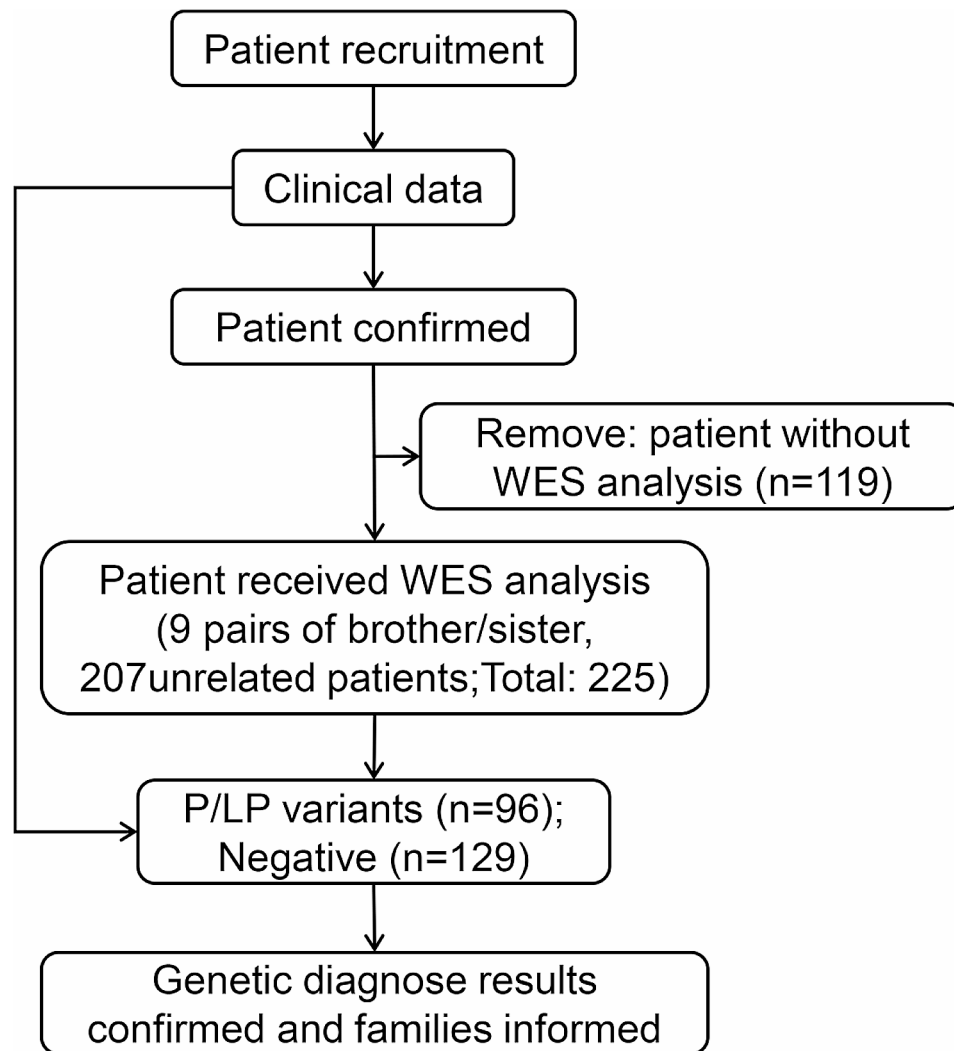 Patient recruitment
Clinical data
Patient confirmed
Remove: patient without
WES analysis (n=119)
Patient received WES analysis
(9 pairs of brother/sister,
207unrelated patients;Total: 225)
P/LP variants (n=96);
Negative (n=129)
Genetic diagnose results
confirmed and families informed